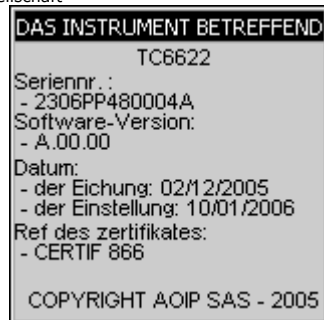 DAS INSTRUMENT BETREFFEND
TC6622
Seriennr. :
- 2306PP480004A
Software-Version:
- A.00.00
Datum:
- der Eichung: 02/12/2005
- der Einstellung: 10/01/2006
Ref des zertifikates:
- CERTIF 866
COPYRIGHT AOIP SAS - 2005